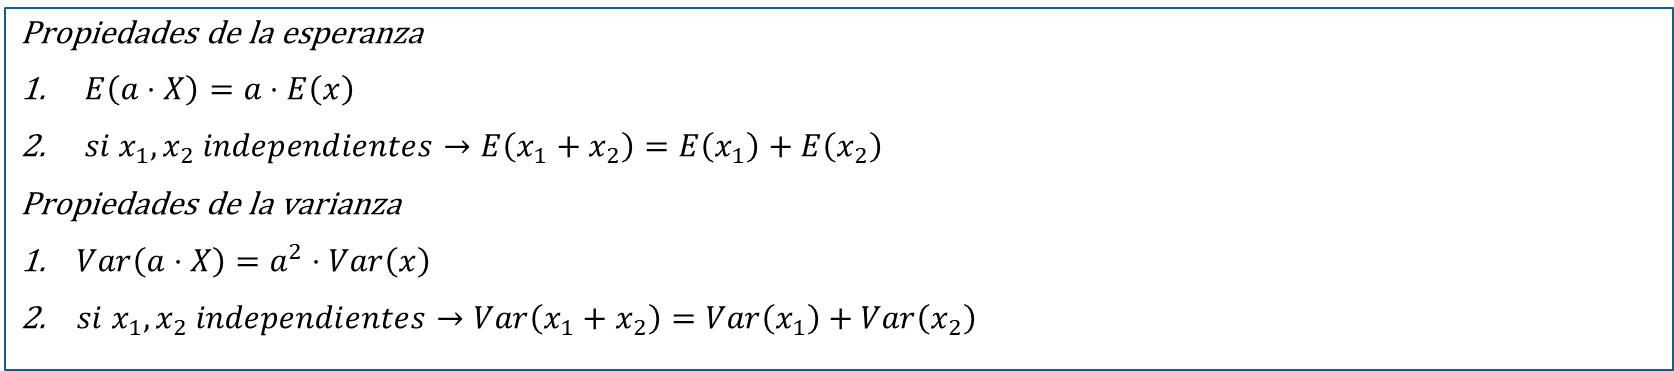 Propiedades de la esperanza
1. E(a · X) = a · E(x)
2. si x₁, x₂ independientes → E(x₁ + x₂) = E(x₁) + E(x₂)
Propiedades de la varianza
1. Var(a · X) = a² · Var(x)
2. si x₁, x₂ independientes → Var(x₁ + x₂) = Var(x₁) + Var(x₂)